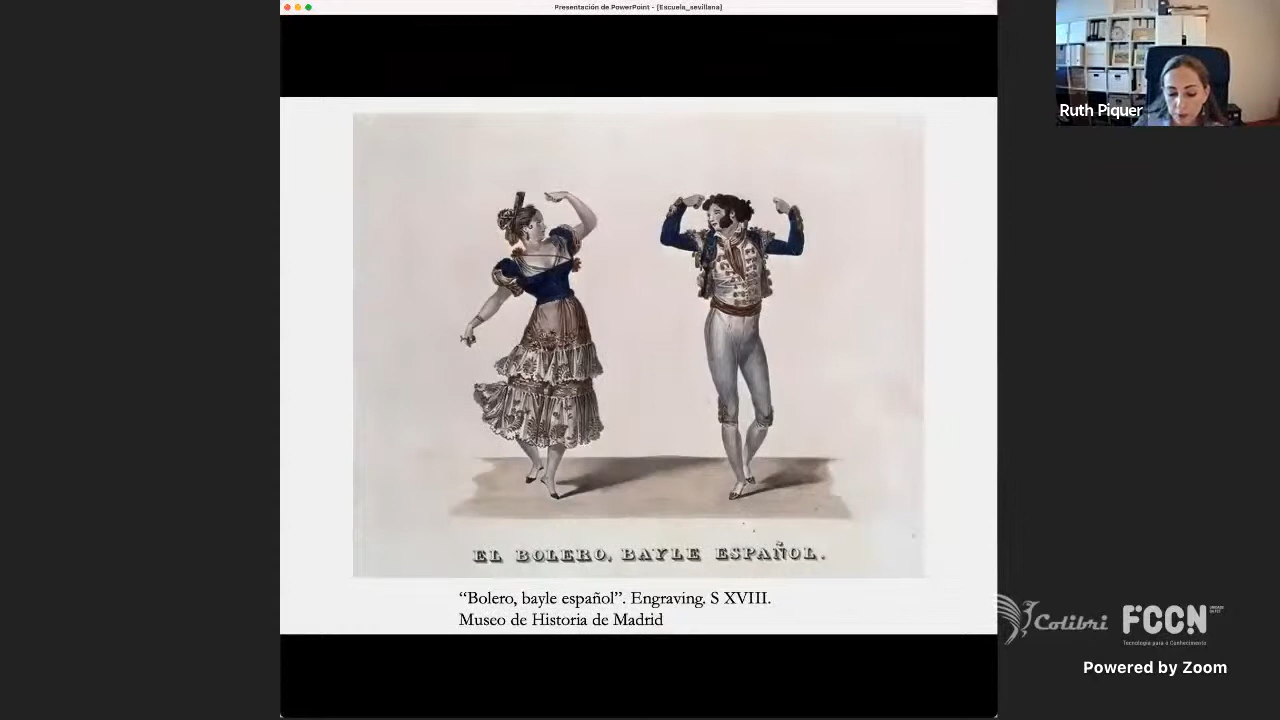 Presentación de PowerPoint - [Escuela_sevillana]
Ruth Piquer
EL BOLERO, BAYLE ESPAÑOL.
“Bolero, bayle español”. Engraving. S XVIII.
Museo de Historia de Madrid
Colibri
FCCN
Tecnologia para o Conhecimento
Powered by Zoom